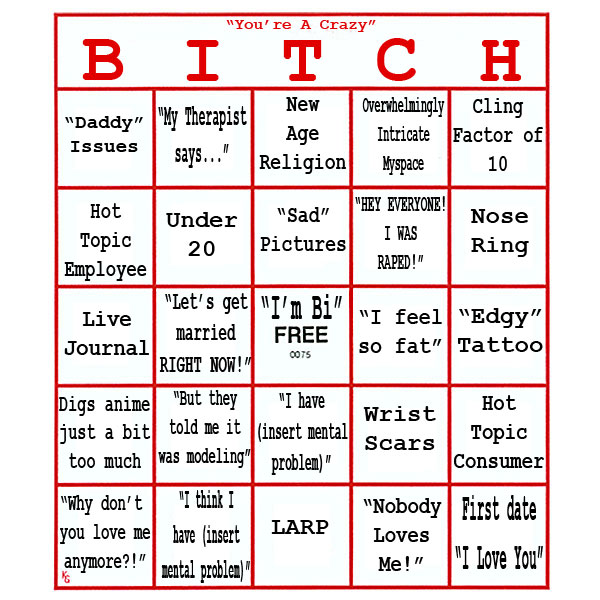 “You’re A Crazy”
B I T C H
“Daddy”
Issues
“My Therapist
says...”
New
Age
Religion
Overwhelmingly
Intricate
Myspace
Cling
Factor of
10
Hot
Topic
Employee
Under
20
“Sad”
Pictures
“HEY EVERYONE!
I WAS
RAPED!”
Nose
Ring
Live
Journal
“Let’s get
married
RIGHT NOW!”
“I’m Bi”
FREE
0075
“I feel
so fat”
“Edgy”
Tattoo
Digs anime
just a bit
too much
“But they
told me it
was modeling”
“I have
(insert mental
problem)”
Wrist
Scars
Hot
Topic
Consumer
“Why don’t
you love me
anymore?!”
“I think I
have (insert
mental problem)”
LARP
“Nobody
Loves
Me!”
First date
“I Love You”